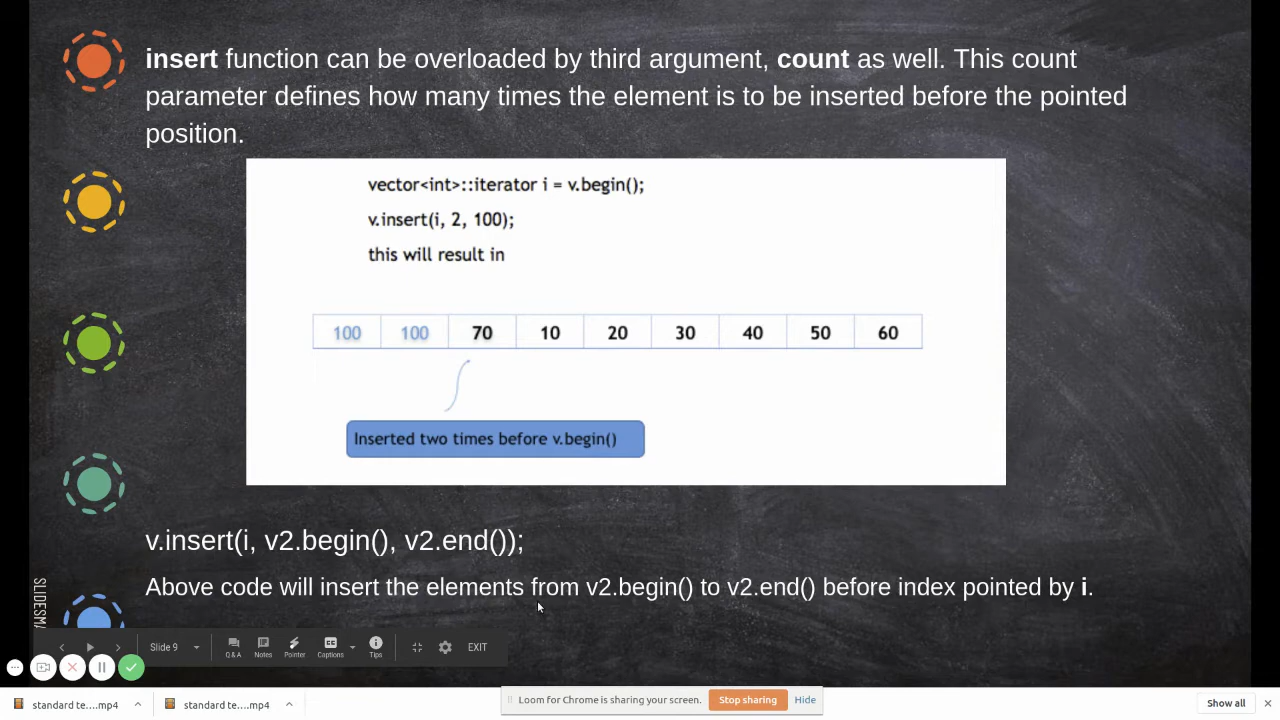 insert function can be overloaded by third argument, count as well. This count
parameter defines how many times the element is to be inserted before the pointed
position.
vector<int>::iterator i = v.begin();
v.insert(i, 2, 100);
this will result in
100 100 70 10 20 30 40 50 60
Inserted two times before v.begin()
v.insert(i, v2.begin(), v2.end());
Above code will insert the elements from v2.begin() to v2.end() before index pointed by i.
Slide 9
Q & A Notes Pointer Captions Tips
EXIT
Loom for Chrome is sharing your screen. Stop sharing Hide
standard te....mp4 standard te....mp4 Show all